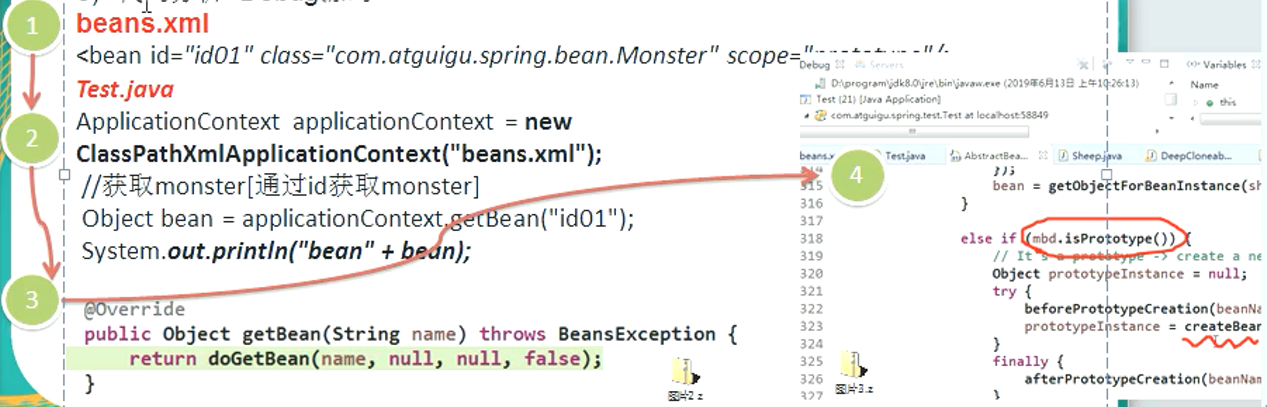 1
beans.xml
<bean id="id01" class="com.atguigu.spring.bean.Monster" scope="prototype"/
Test.java
2
ApplicationContext applicationContext = new
ClassPathXmlApplicationContext("beans.xml");
//获取monster[通过id获取monster]
Object bean = applicationContext.getBean("id01");
System.out.println("bean" + bean);
3
@Override
public Object getBean(String name) throws BeansException {
return doGetBean(name, null, null, false);
}
图片2.z
Debug
Servers
Variables
D:\program\jdk8.0\jre\bin\javaw.exe (2019年6月13日 上午10:26:13)
Name
Test (21) [Java Application]
this
com.atguigu.spring.test.Test at localhost:58849
beans.x
Test.java
AbstractBea...
Sheep.java
DeepCloneab...
4
});
315 bean = getObjectForBeanInstance(sh
316 }
317
318 else if (mbd.isPrototype()) {
319 // It's a prototype -> create a ne
320 Object prototypeInstance = null;
321 try {
322 beforePrototypeCreation(beanNa
323 prototypeInstance = createBean
324 }
325 finally {
326 afterPrototypeCreation(beanNam
327 }
图片3.z